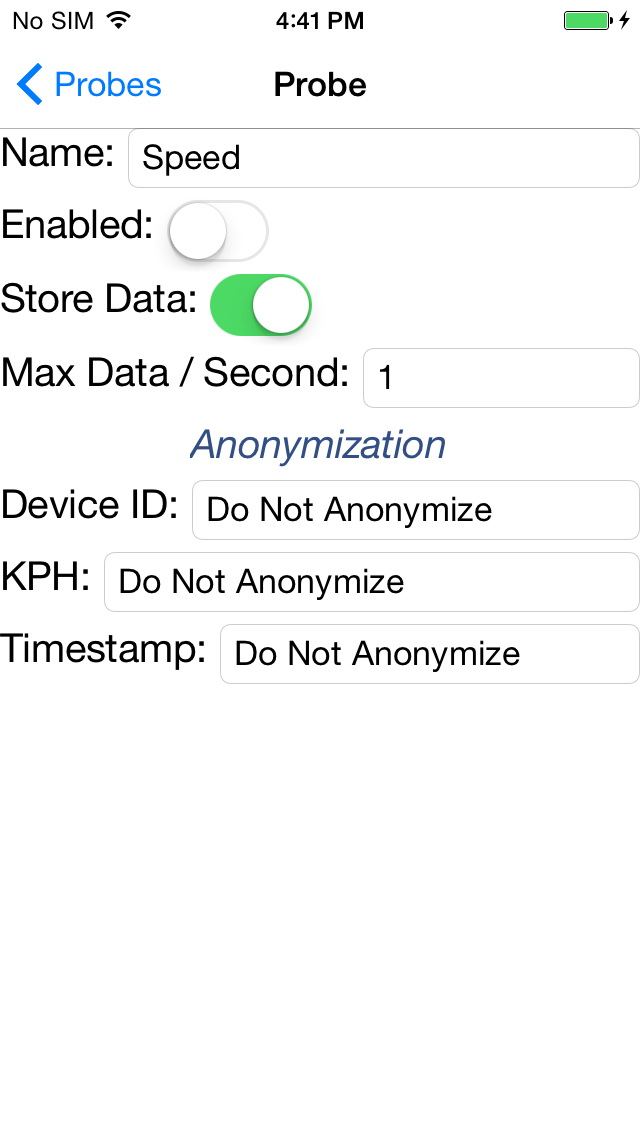 No SIM 4:41 PM
Probes Probe
Name: Speed
Enabled:
Store Data:
Max Data / Second: 1
Anonymization
Device ID: Do Not Anonymize
KPH: Do Not Anonymize
Timestamp: Do Not Anonymize